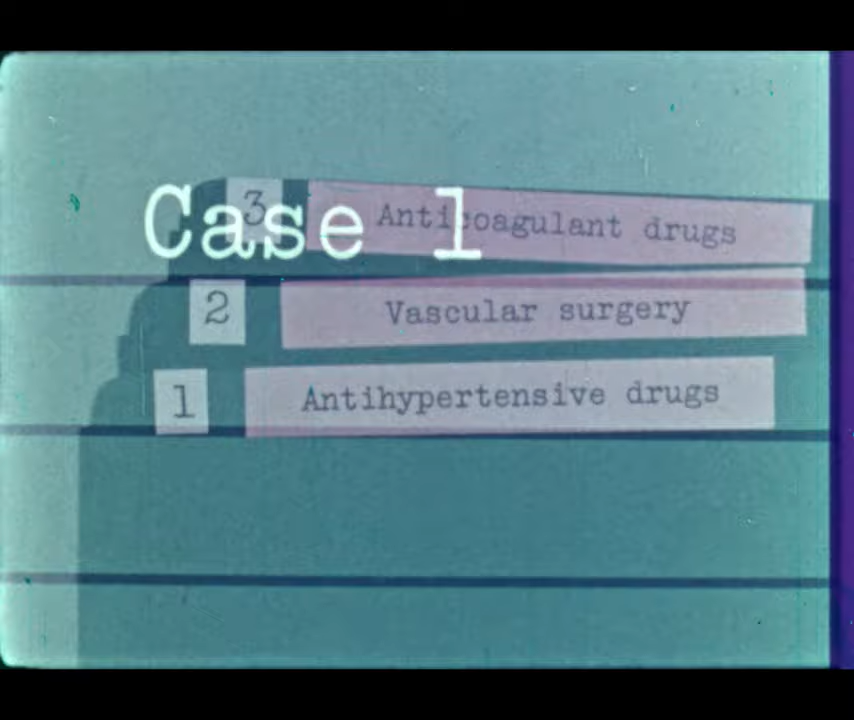 Case 1
3 Anticoagulant drugs
2 Vascular surgery
1 Antihypertensive drugs